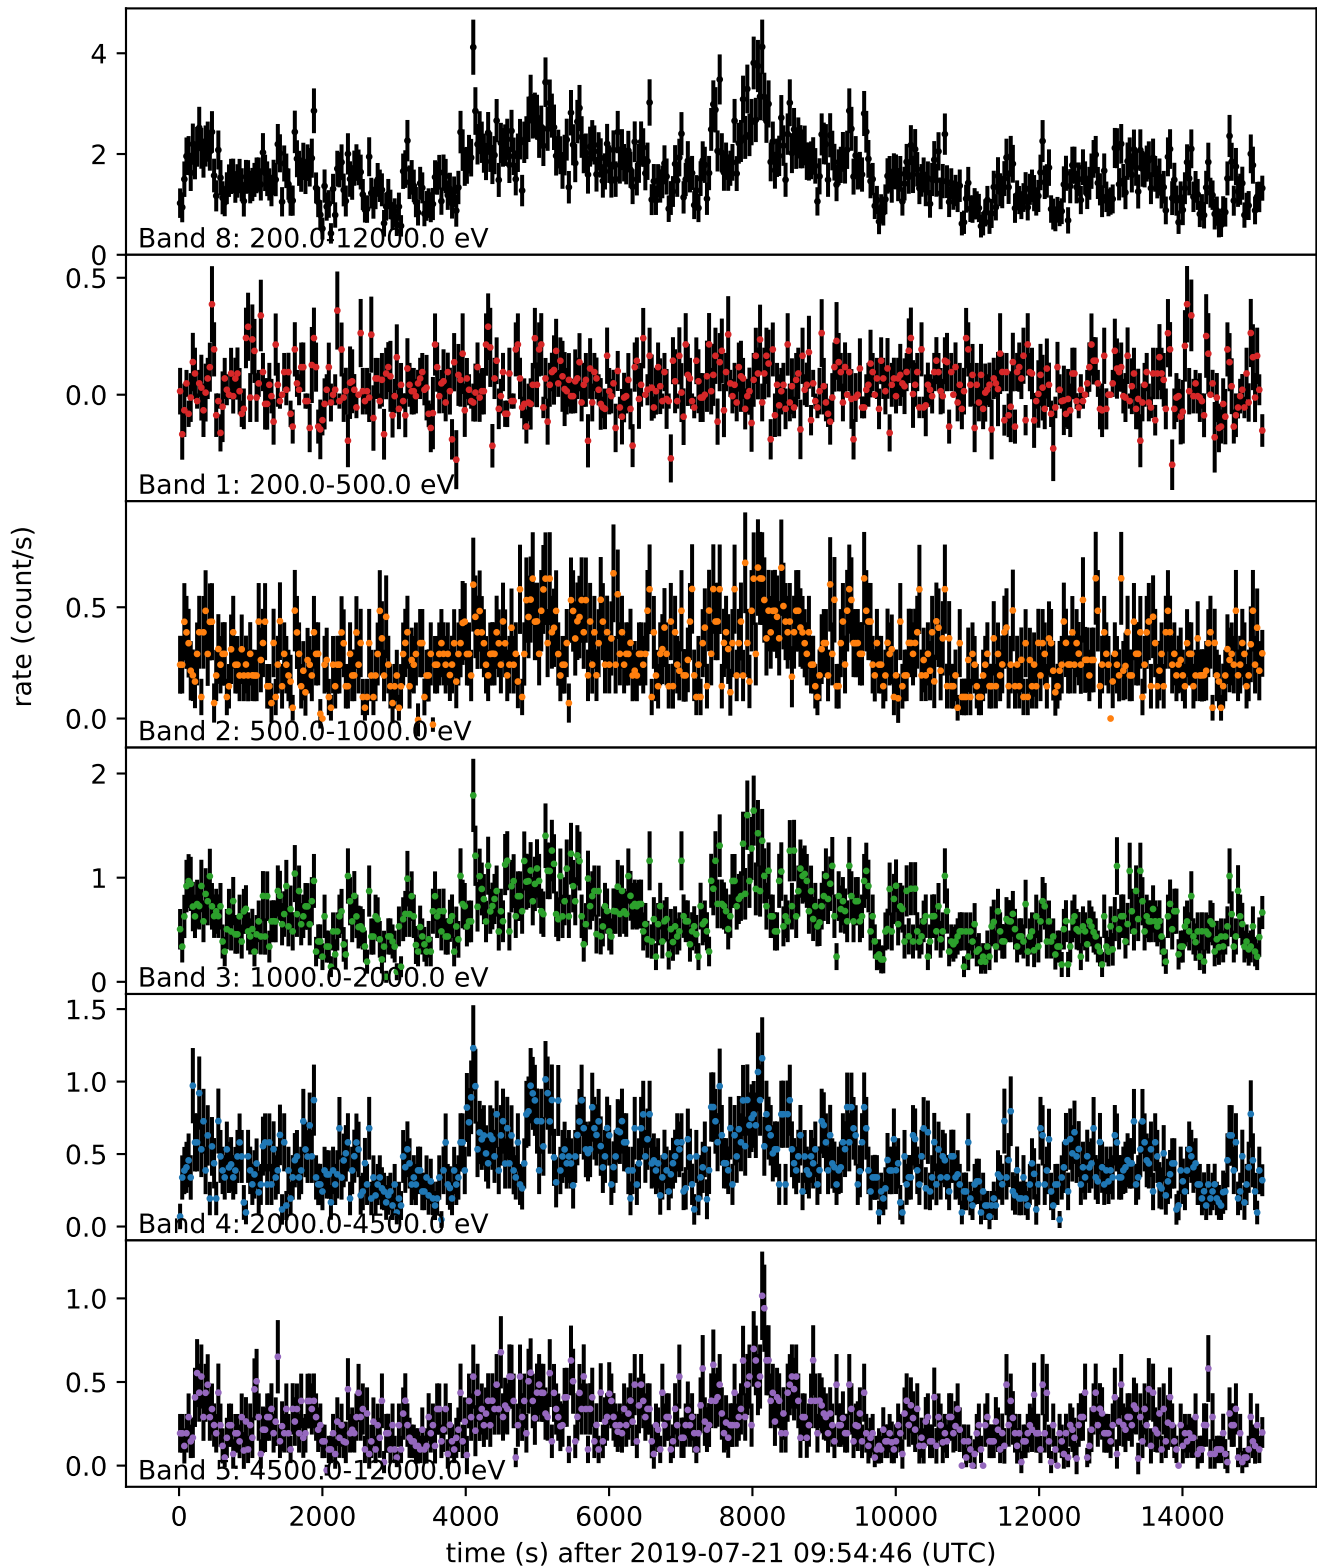 4
2
0
Band 8: 200.0-12000.0 eV
0.5
0.0
Band 1: 200.0-500.0 eV
rate (count/s)
0.5
0.0
Band 2: 500.0-1000.0 eV
2
1
0
Band 3: 1000.0-2000.0 eV
1.5
1.0
0.5
0.0
Band 4: 2000.0-4500.0 eV
1.0
0.5
0.0
Band 5: 4500.0-12000.0 eV
0 2000 4000 6000 8000 10000 12000 14000
time (s) after 2019-07-21 09:54:46 (UTC)